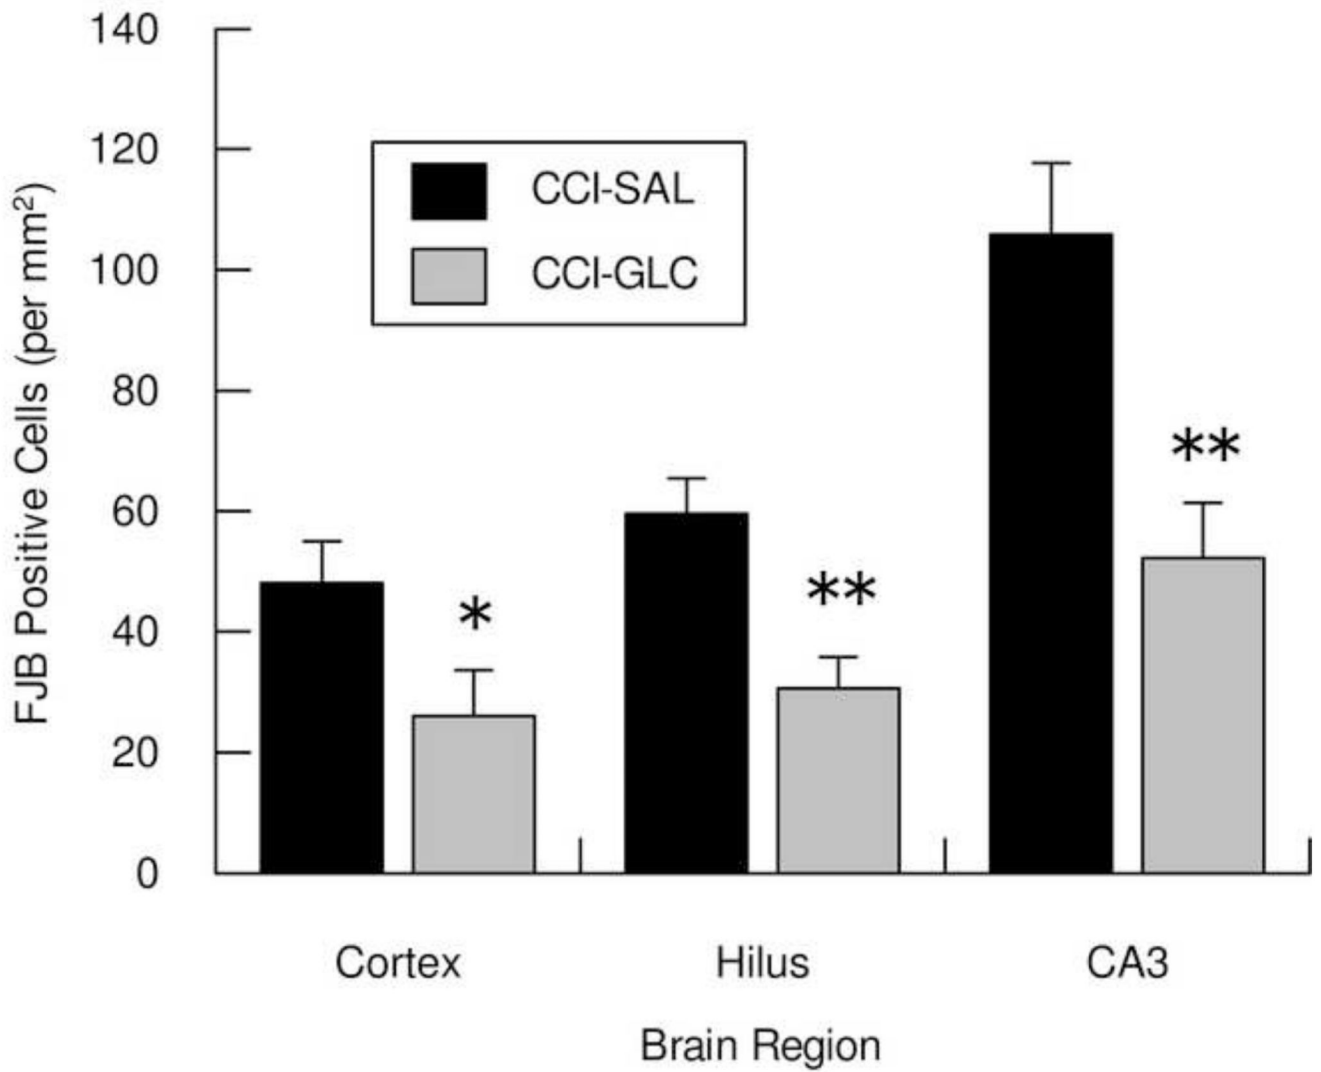 140
120
100
80
60
40
20
0
FJB Positive Cells (per mm²)
CCI-SAL
CCI-GLC
*
**
**
Cortex
Hilus
CA3
Brain Region